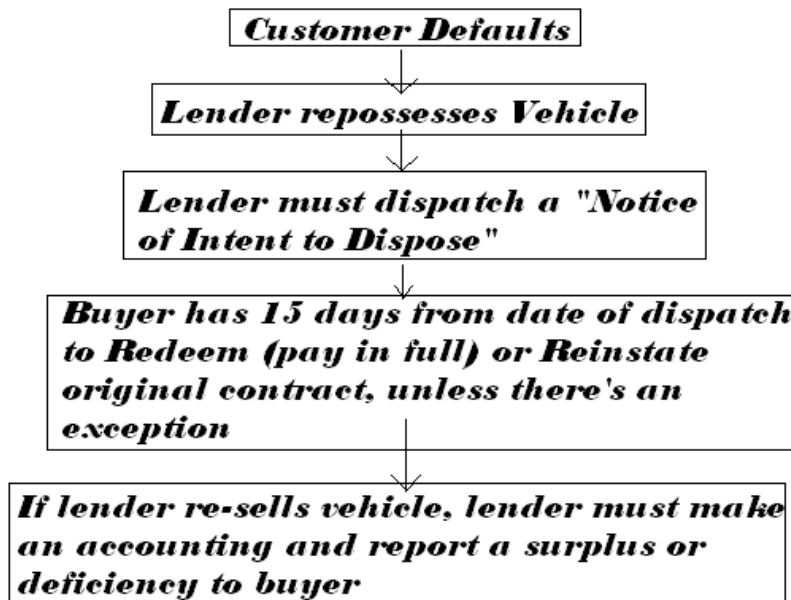 Customer Defaults
Lender repossesses Vehicle
Lender must dispatch a "Notice
of Intent to Dispose"
Buyer has 15 days from date of dispatch
to Redeem (pay in full) or Reinstate
original contract, unless there's an
exception
If lender re-sells vehicle, lender must make
an accounting and report a surplus or
deficiency to buyer